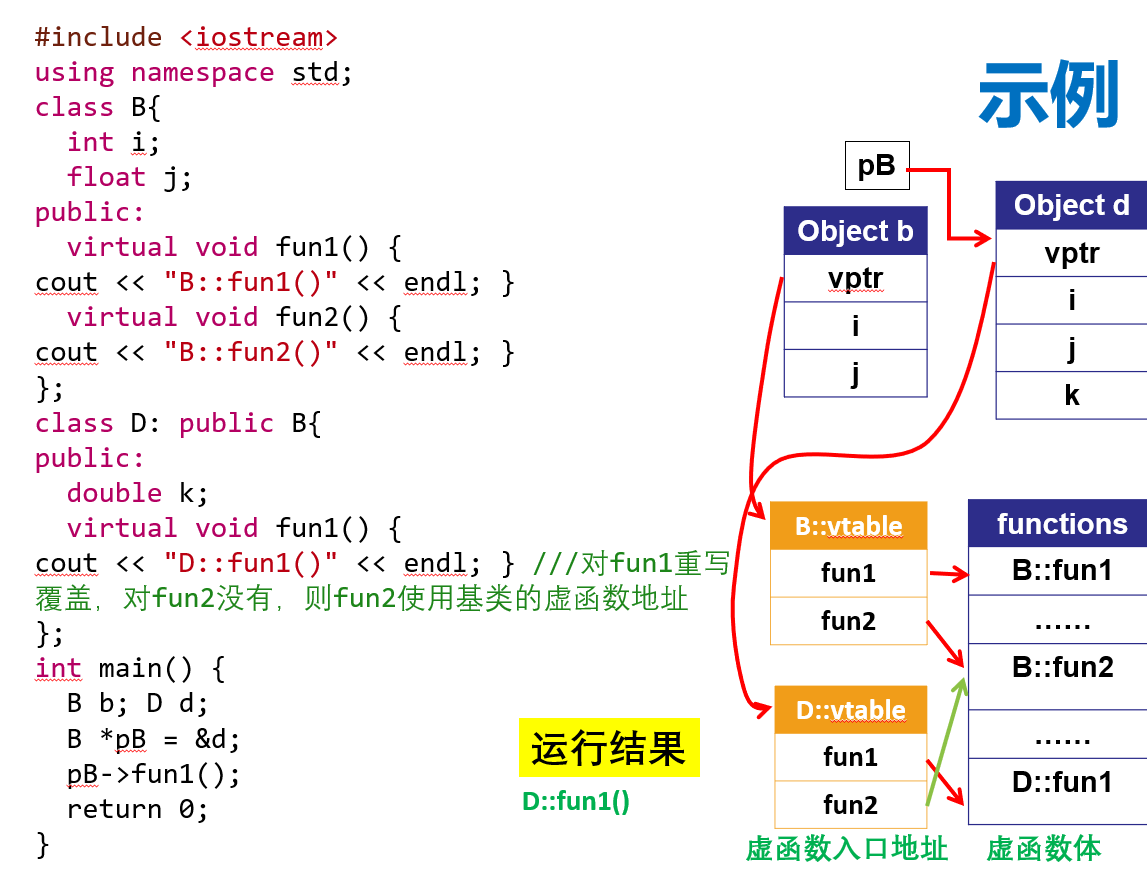 #include <iostream>
using namespace std;
class B{
  int i;
  float j;
public:
  virtual void fun1() {
cout << "B::fun1()" << endl; }
  virtual void fun2() {
cout << "B::fun2()" << endl; }
};
class D: public B{
public:
  double k;
  virtual void fun1() {
cout << "D::fun1()" << endl; } ///对fun1重写
覆盖，对fun2没有，则fun2使用基类的虚函数地址
};
int main() {
  B b; D d;
  B *pB = &d;
  pB->fun1();
  return 0;
}
运行结果
D::fun1()
示例
pB
Object b
vptr
i
j
Object d
vptr
i
j
k
B::vtable
fun1
fun2
D::vtable
fun1
fun2
虚函数入口地址
functions
B::fun1
......
B::fun2
......
D::fun1
虚函数体